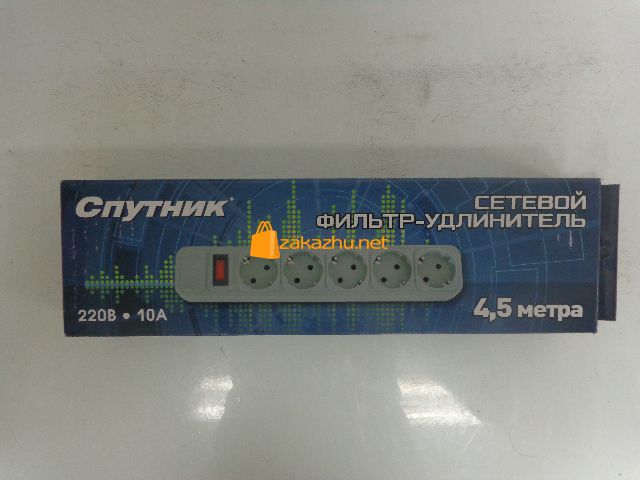 Спутник®
СЕТЕВОЙ
ФИЛЬТР-УДЛИНИТЕЛЬ
zakazhu.net
220В • 10А
4,5 метра